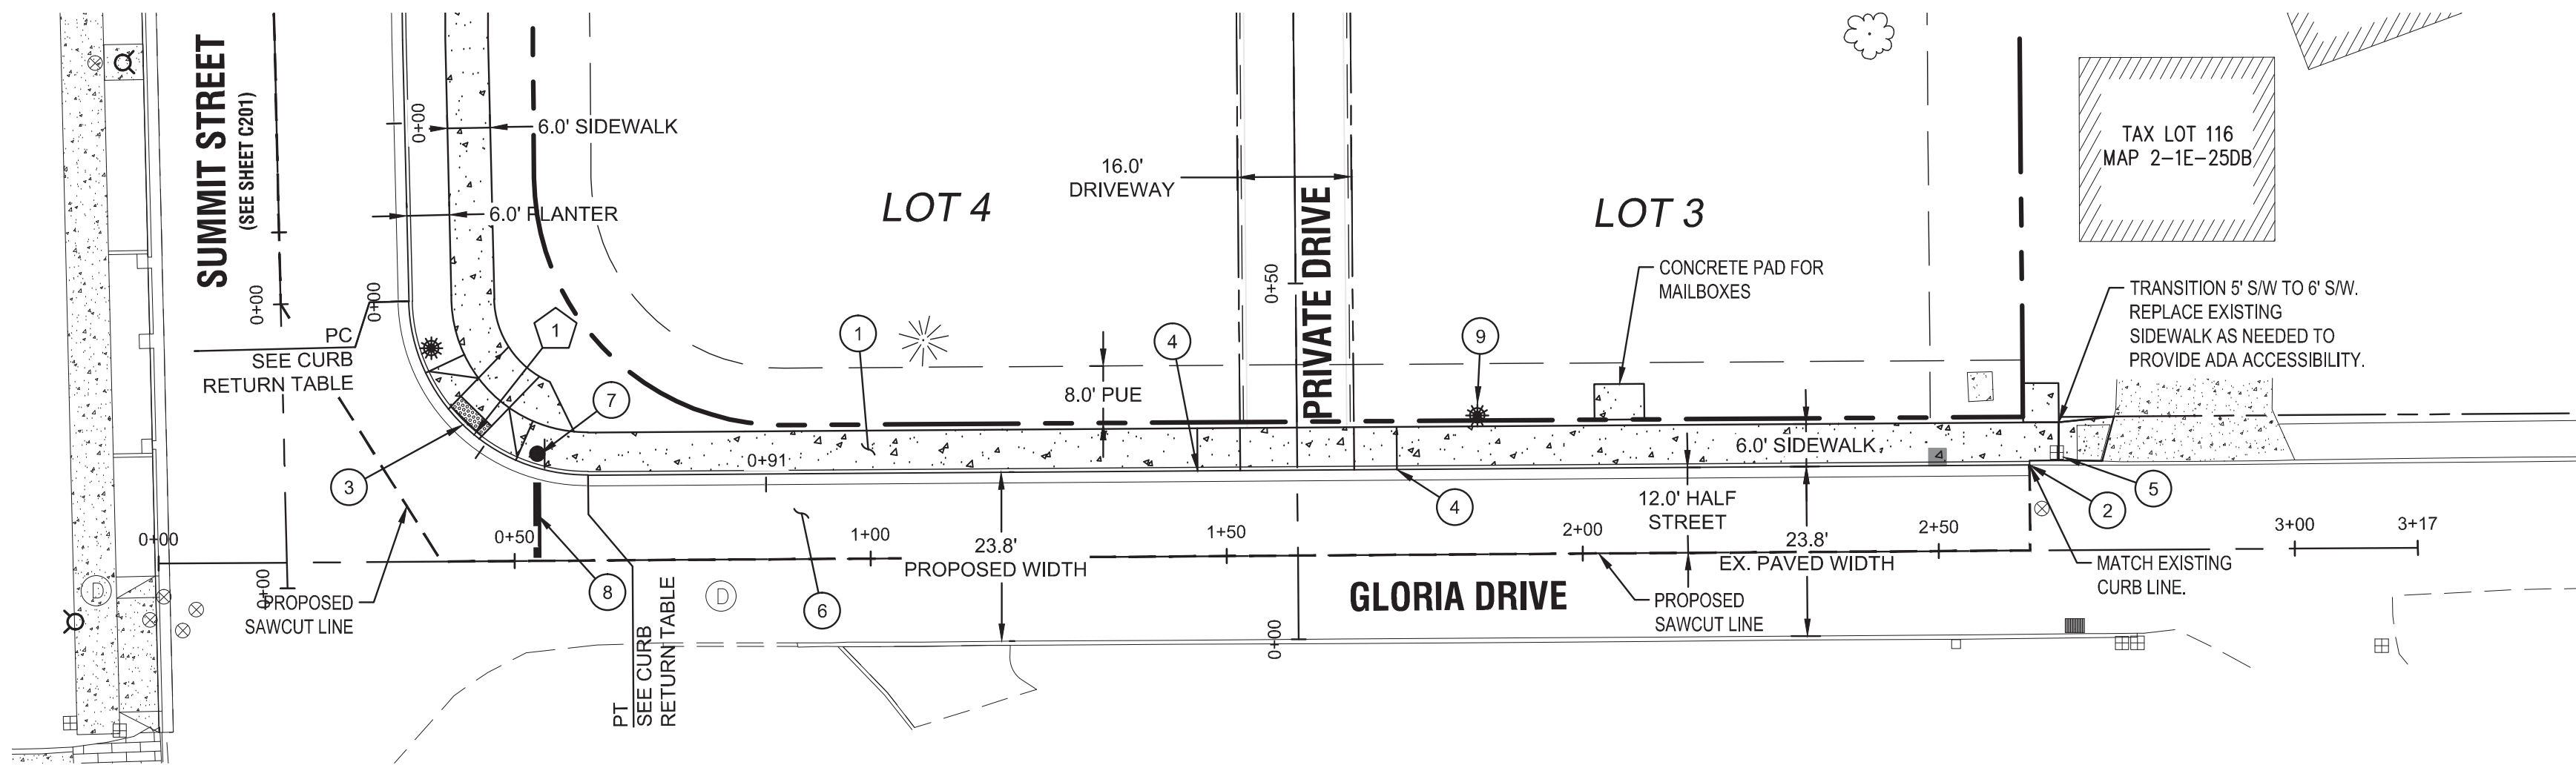 SUMMIT STREET
(SEE SHEET C201)
0+00
0+00
0+00
0+00
0+00
6.0' SIDEWALK
6.0' PLANTER
PC
SEE CURB
RETURN TABLE
1
3
7
8
PROPOSED
SAWCUT LINE
PT
SEE CURB
RETURN TABLE
LOT 4
1
4
8.0' PUE
16.0'
DRIVEWAY
PRIVATE DRIVE
0+50
LOT 3
9
CONCRETE PAD FOR
MAILBOXES
TAX LOT 116
MAP 2-1E-25DB
TRANSITION 5' S/W TO 6' S/W.
REPLACE EXISTING
SIDEWALK AS NEEDED TO
PROVIDE ADA ACCESSIBILITY.
0+91
6.0' SIDEWALK
4
5
2
12.0' HALF
STREET
0+50
1+00
1+50
2+00
2+50
3+00
3+17
23.8'
PROPOSED WIDTH
23.8'
EX. PAVED WIDTH
MATCH EXISTING
CURB LINE.
D
D
6
GLORIA DRIVE
PROPOSED
SAWCUT LINE
0+00